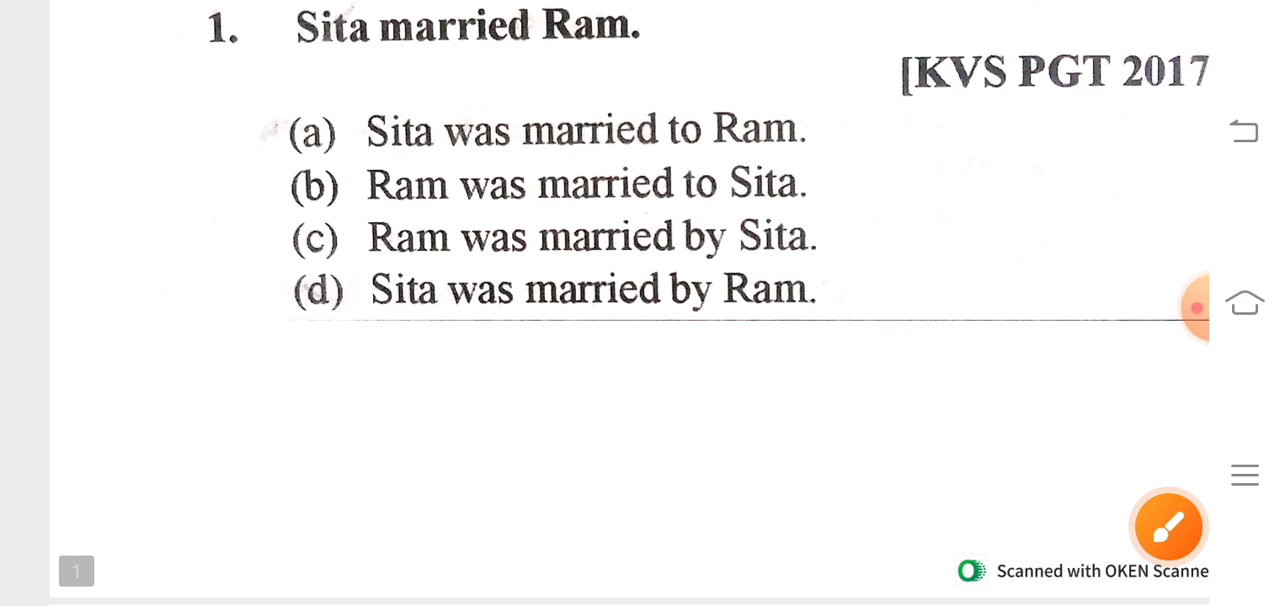 1. Sita married Ram.
[KVS PGT 2017
(a) Sita was married to Ram.
(b) Ram was married to Sita.
(c) Ram was married by Sita.
(d) Sita was married by Ram.
1
Scanned with OKEN Scanne